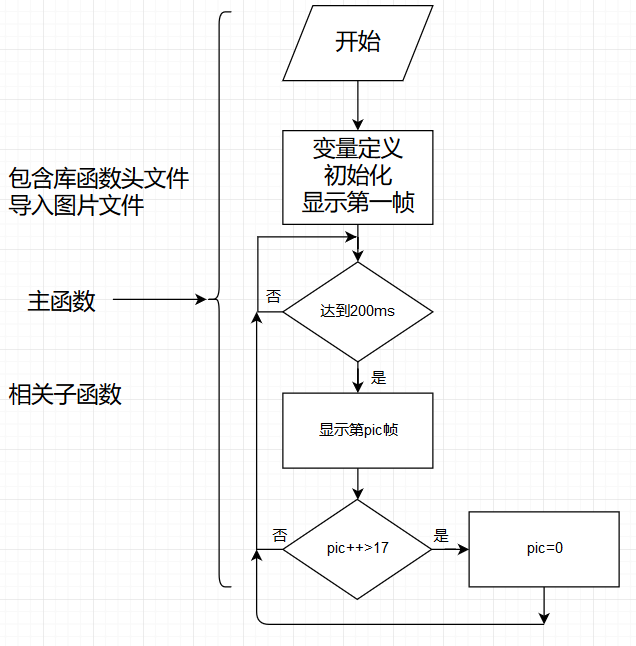 开始
变量定义
初始化
显示第一帧
包含库函数头文件
导入图片文件
主函数
相关子函数
否
达到200ms
是
显示第pic帧
否
pic++>17
是
pic=0